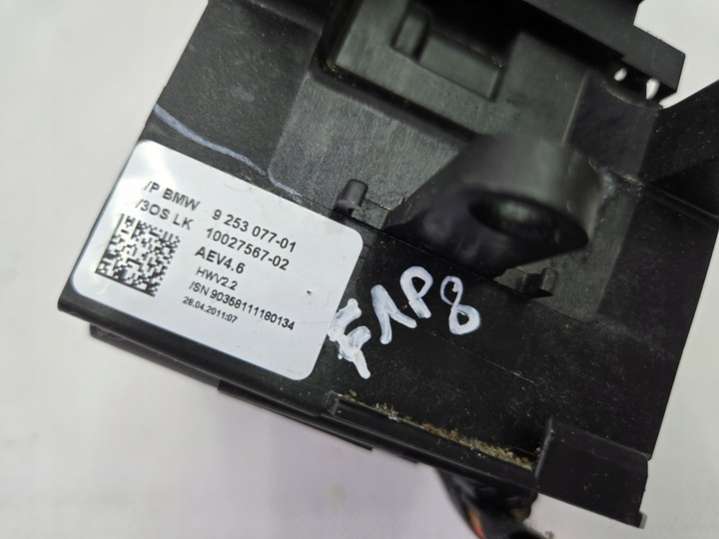 /P BMW 9 253 077-01
/3OS LK 10027567-02
AEV4.6
HWV2.2
/SN 90358111180134
28.04.2011:07
F1P8